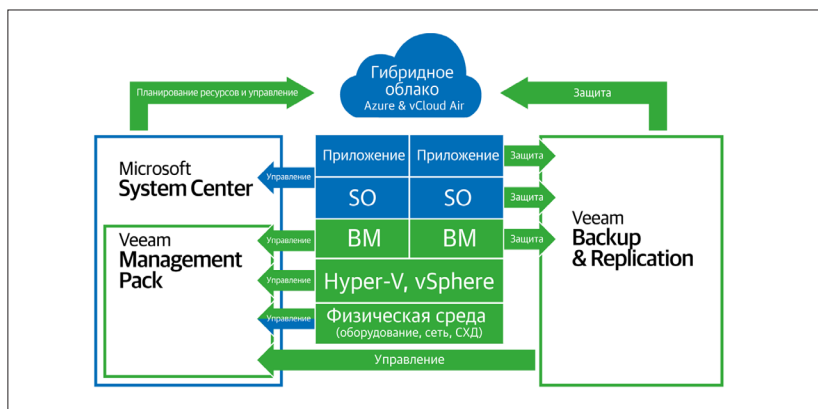 Гибридное
облако
Azure & vCloud Air
Планирование ресурсов и управление
Защита
Microsoft
System Center
Управление
Приложение
Приложение
Защита
SO
SO
Защита
Veeam
Management
Pack
Управление
ВМ
ВМ
Защита
Veeam
Backup
& Replication
Управление
Hyper-V, vSphere
Управление
Физическая среда
(оборудование, сеть, СХД)
Управление